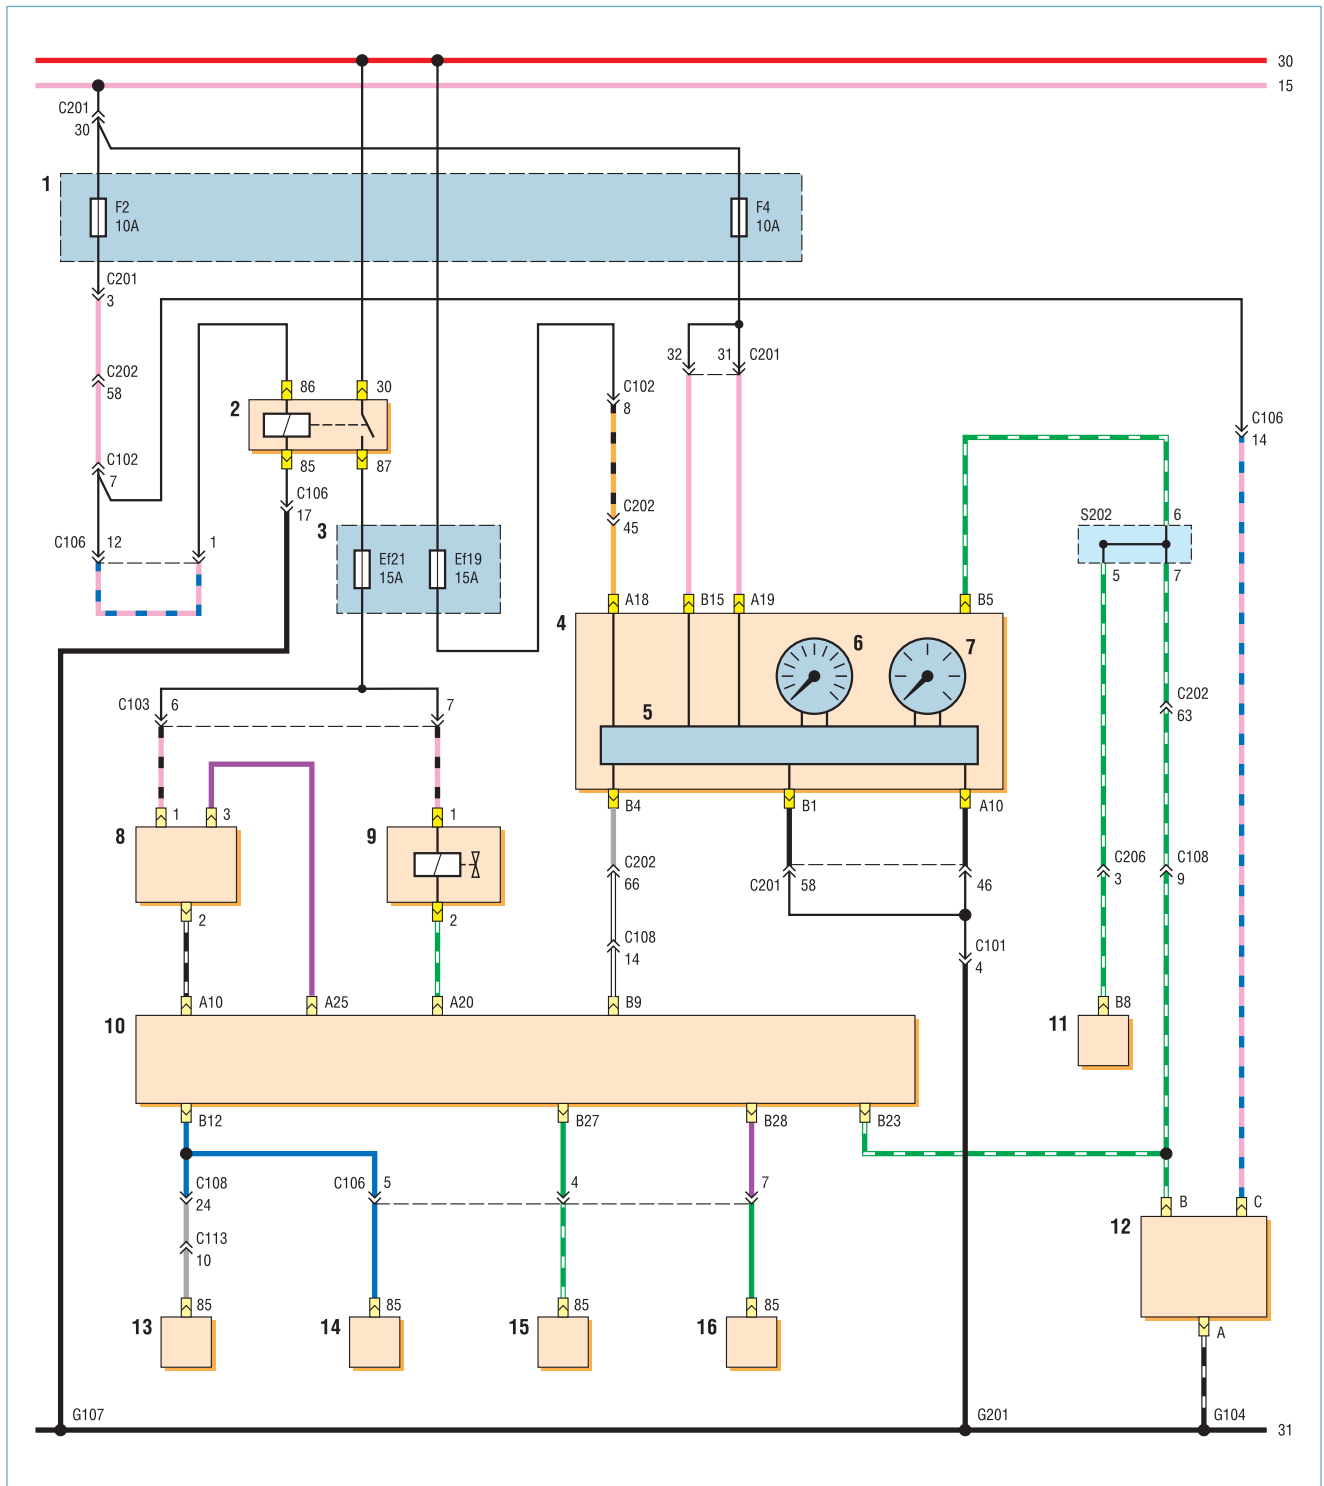 30
15
C201
30
1
F2
10A
F4
10A
C201
3
C202
58
C102
7
C106 12 1
2
86 30
85 87
C106
17
3
Ef21
15A
Ef19
15A
32 31 C201
C102
8
C202
45
C106
14
S202 6
5 7
C202
63
4
A18 B15 A19 B5
6 7
5
C103 6 7
8
1 3
2
9
1
2
B4 B1 A10
C202
66
C201 58 46
C108
14
C101
4
C206
3
C108
9
10
A10 A25 A20 B9
11
B8
B12 B27 B28 B23
C108
24
C106 5 4 7
C113
10
12
B C
A
13 85
14 85
15 85
16 85
G107 G201 G104
31